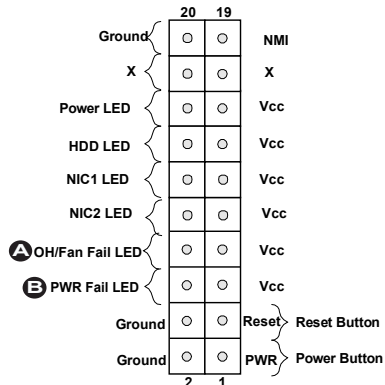 20 19
Ground NMI
X X
Power LED Vcc
HDD LED Vcc
NIC1 LED Vcc
NIC2 LED Vcc
A OH/Fan Fail LED Vcc
B PWR Fail LED Vcc
Ground Reset Reset Button
Ground PWR Power Button
2 1